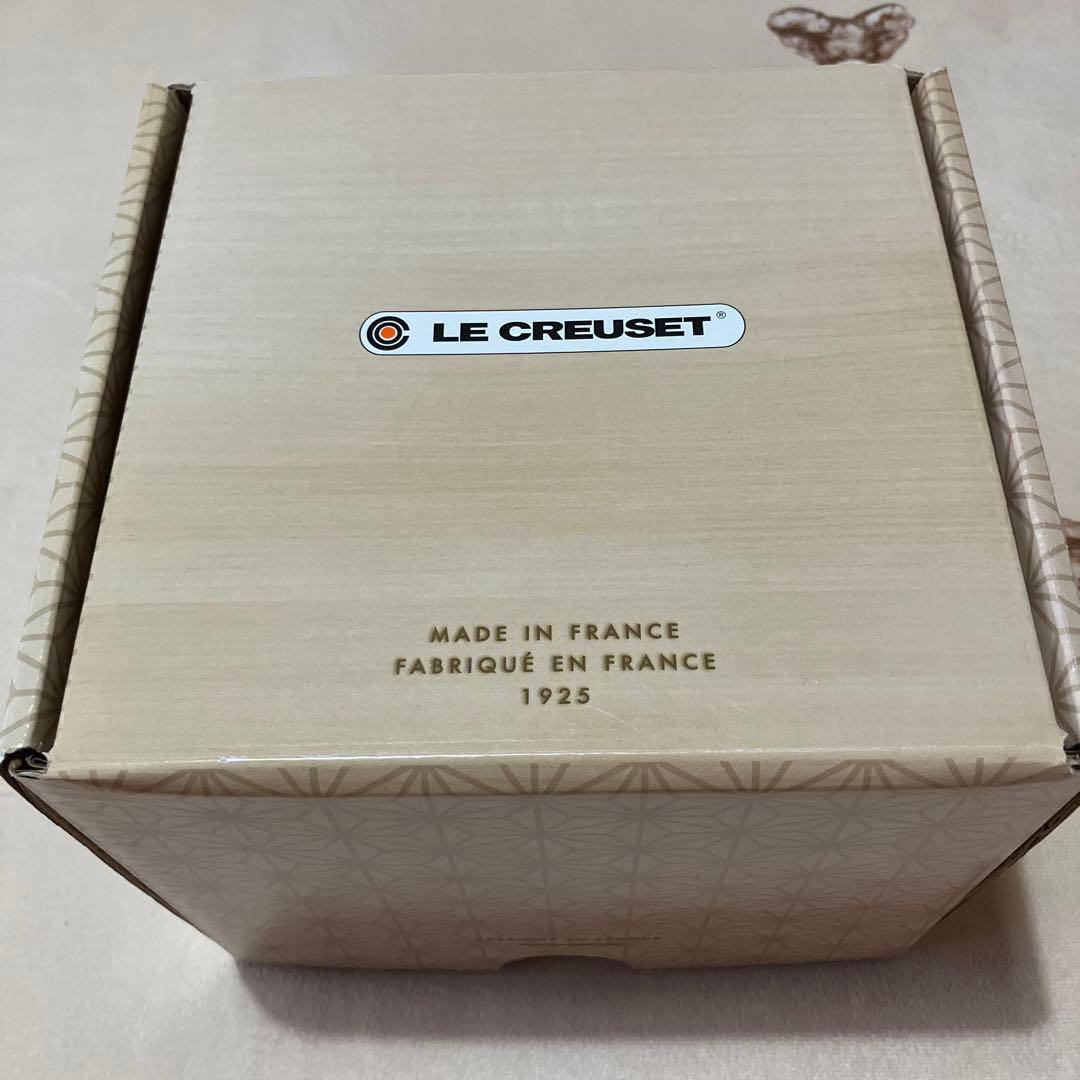 LE CREUSET®
MADE IN FRANCE
FABRIQUÉ EN FRANCE
1925